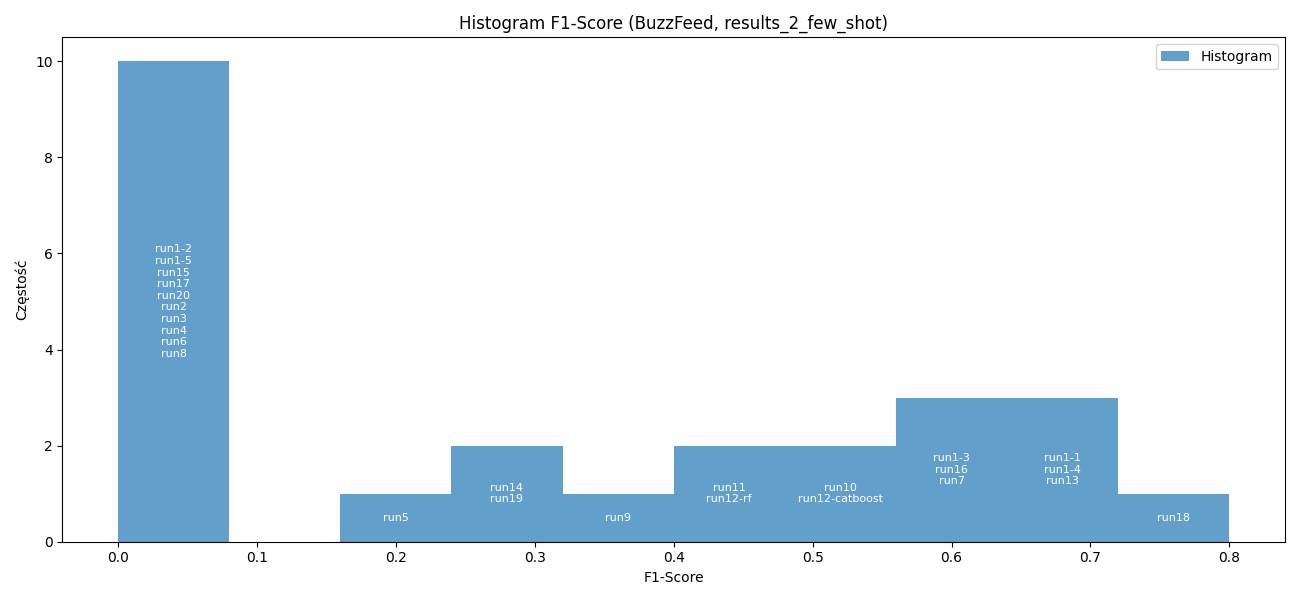 Histogram F1-Score (BuzzFeed, results_2_few_shot)
Histogram
Częstość
10
8
6
4
2
0
run1-2
run1-5
run15
run17
run20
run2
run3
run4
run6
run8
run5
run14
run19
run9
run11
run12-rf
run10
run12-catboost
run1-3
run16
run7
run1-1
run1-4
run13
run18
0.0 0.1 0.2 0.3 0.4 0.5 0.6 0.7 0.8
F1-Score